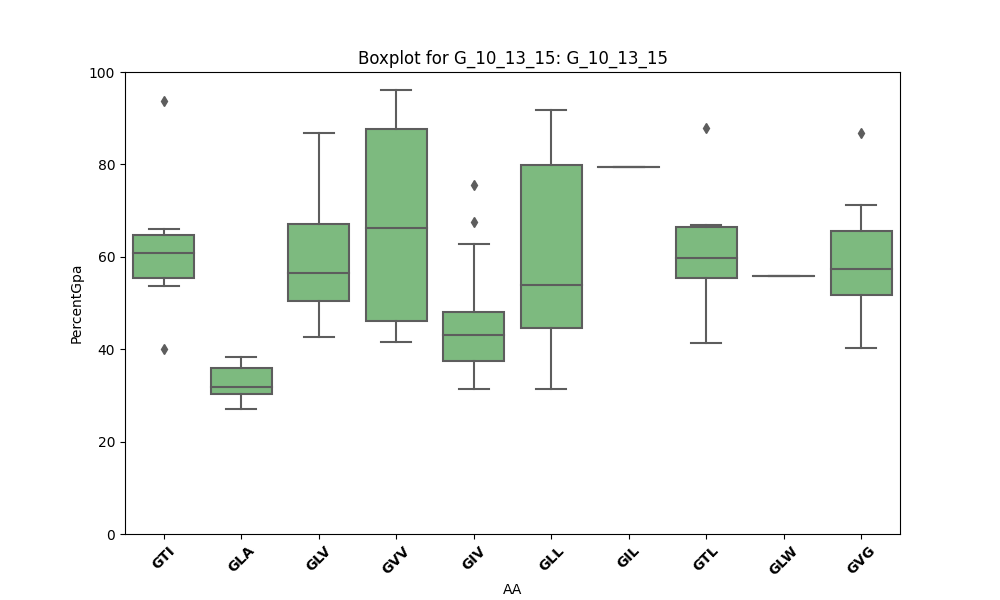 Boxplot for G_10_13_15: G_10_13_15
100
80
60
40
20
0
PercentGpa
GTI GLA GLV GVV GIV GLL GIL GTL GLW GVG
AA